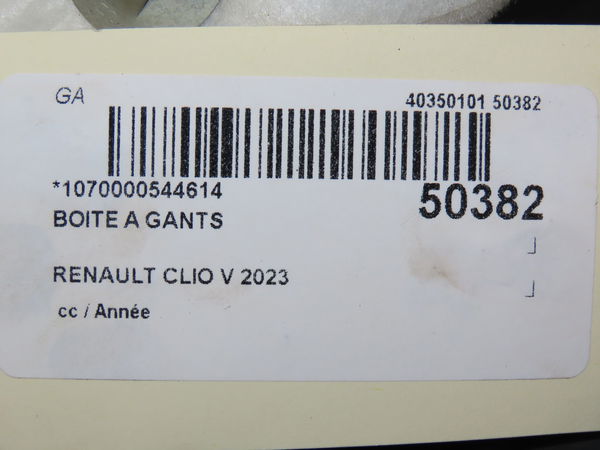 GA
40350101 50382
*1070000544614
50382
BOITE A GANTS
RENAULT CLIO V 2023
cc / Année